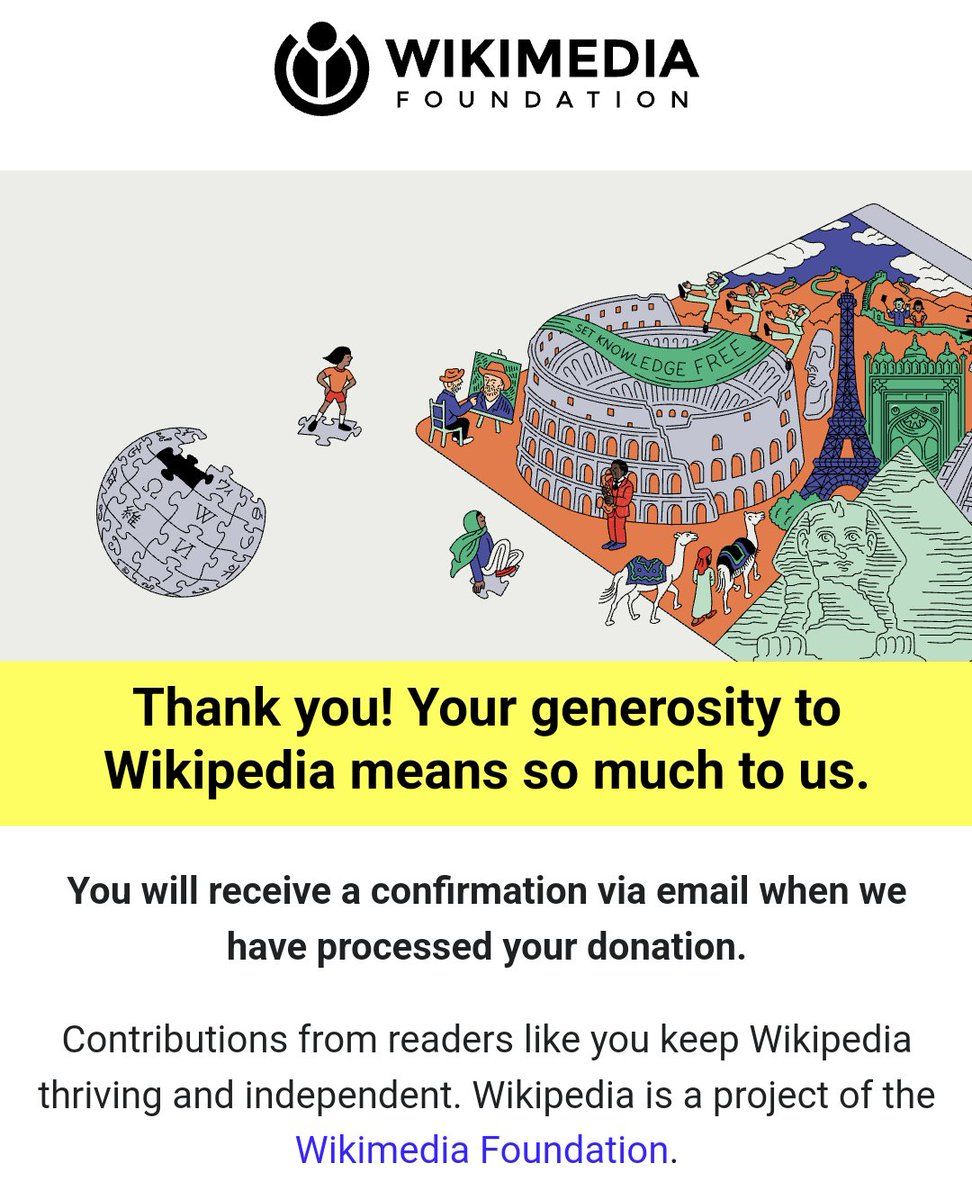 WIKIMEDIA
FOUNDATION
SET KNOWLEDGE FREE
維
W
И
Thank you! Your generosity to
Wikipedia means so much to us.
You will receive a confirmation via email when we
have processed your donation.
Contributions from readers like you keep Wikipedia
thriving and independent. Wikipedia is a project of the
Wikimedia Foundation.